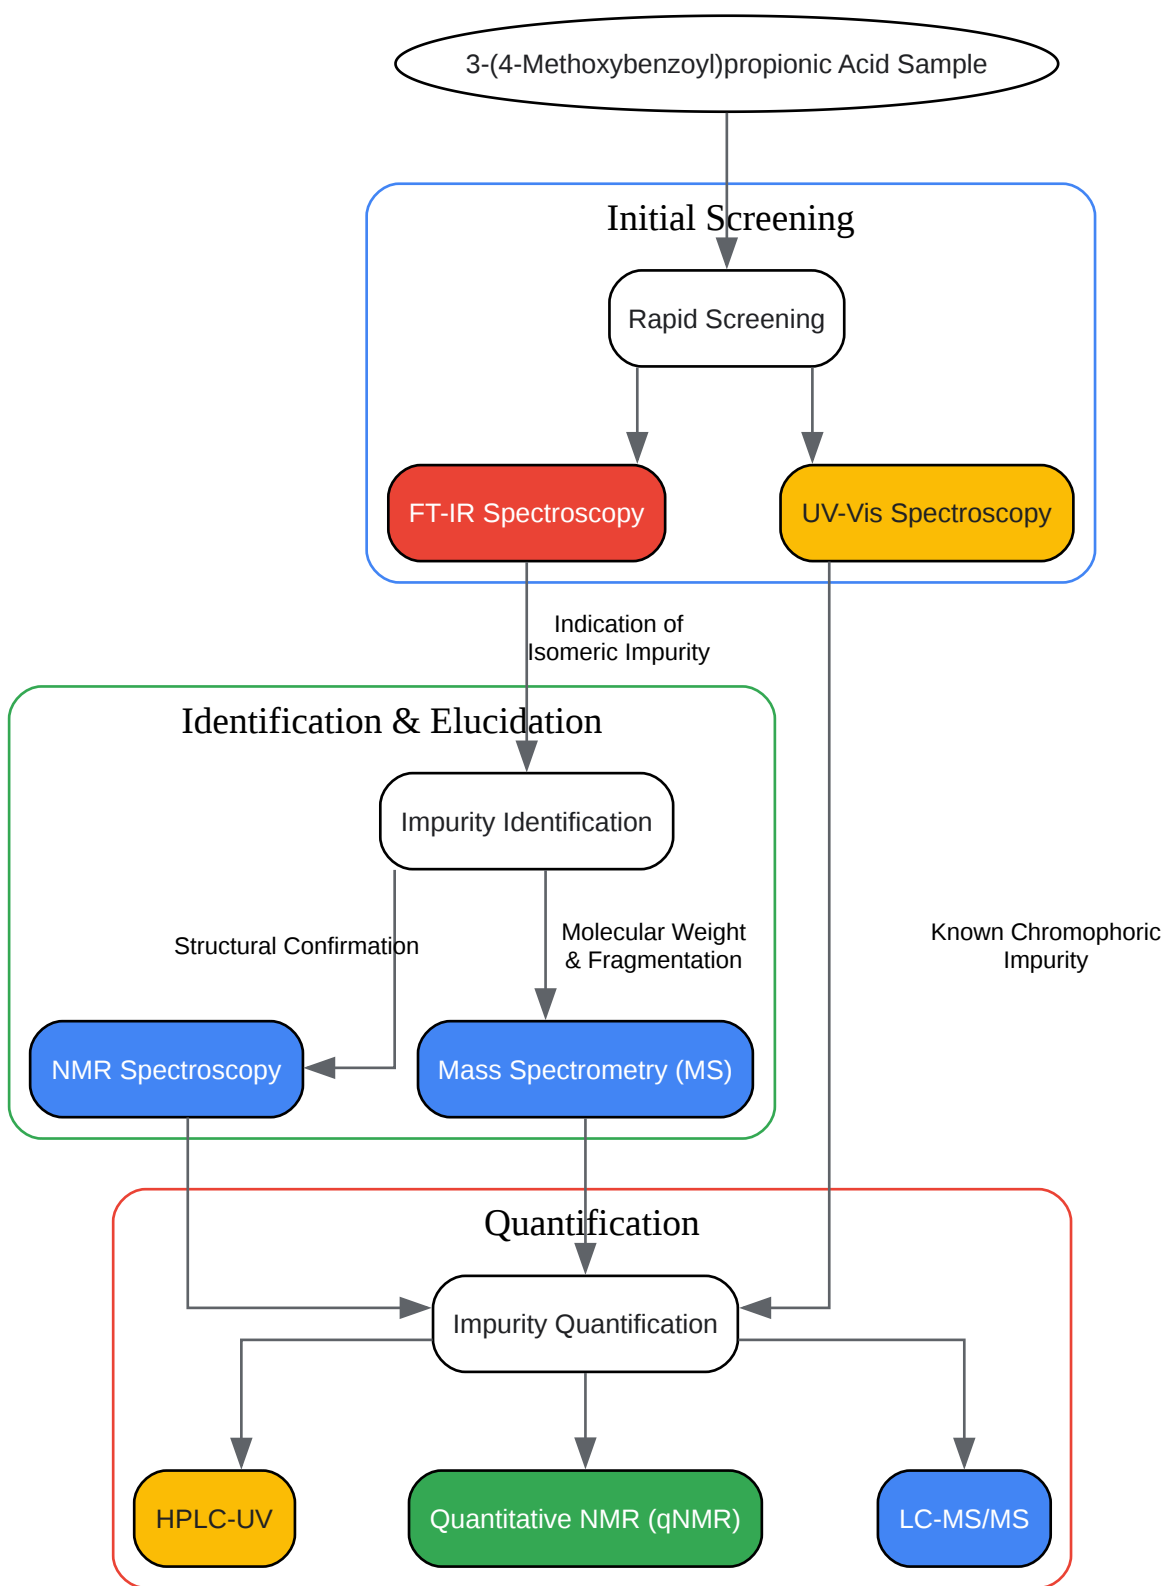 3-(4-Methoxybenzoyl)propionic Acid Sample
Initial Screening
Rapid Screening
FT-IR Spectroscopy
UV-Vis Spectroscopy
Indication of
Isomeric Impurity
Identification & Elucidation
Impurity Identification
Structural Confirmation
Molecular Weight
& Fragmentation
Known Chromophoric
Impurity
NMR Spectroscopy
Mass Spectrometry (MS)
Quantification
Impurity Quantification
HPLC-UV
Quantitative NMR (qNMR)
LC-MS/MS